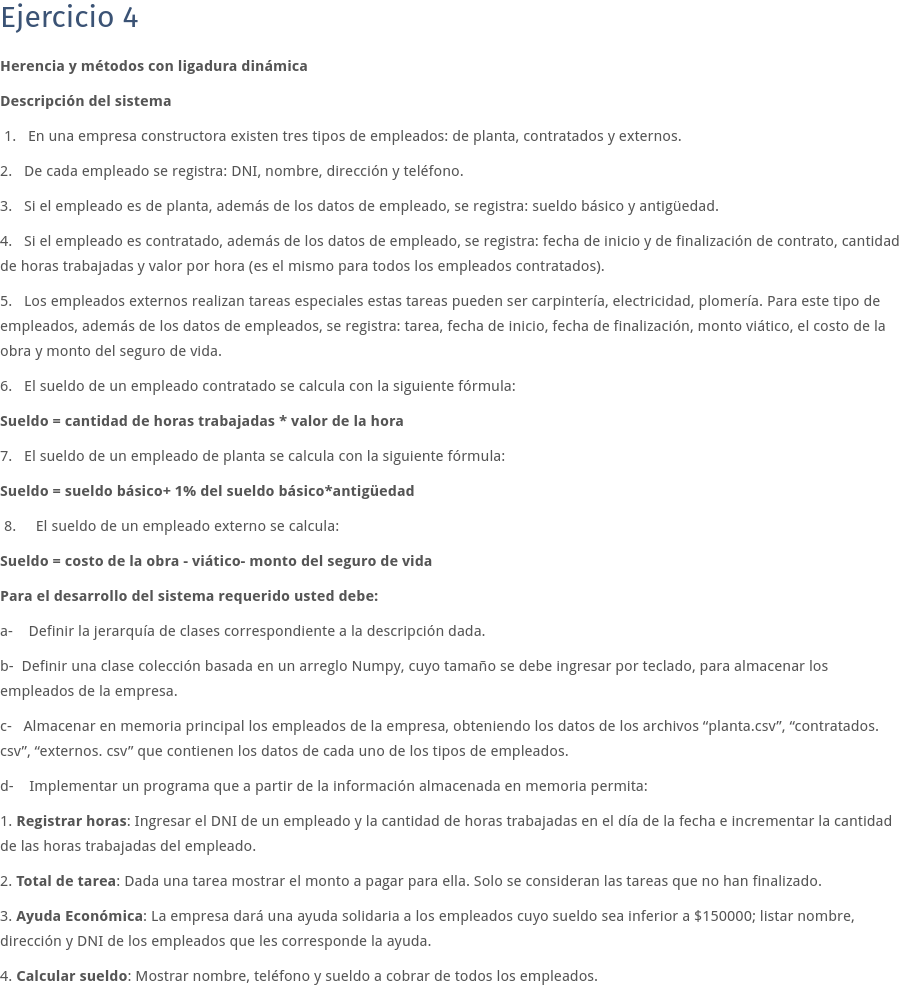 Ejercicio 4
Herencia y métodos con ligadura dinámica
Descripción del sistema
1. En una empresa constructora existen tres tipos de empleados: de planta, contratados y externos.
2. De cada empleado se registra: DNI, nombre, dirección y teléfono.
3. Si el empleado es de planta, además de los datos de empleado, se registra: sueldo básico y antigüedad.
4. Si el empleado es contratado, además de los datos de empleado, se registra: fecha de inicio y de finalización de contrato, cantidad
de horas trabajadas y valor por hora (es el mismo para todos los empleados contratados).
5. Los empleados externos realizan tareas especiales estas tareas pueden ser carpintería, electricidad, plomería. Para este tipo de
empleados, además de los datos de empleados, se registra: tarea, fecha de inicio, fecha de finalización, monto viático, el costo de la
obra y monto del seguro de vida.
6. El sueldo de un empleado contratado se calcula con la siguiente fórmula:
Sueldo = cantidad de horas trabajadas * valor de la hora
7. El sueldo de un empleado de planta se calcula con la siguiente fórmula:
Sueldo = sueldo básico+ 1% del sueldo básico*antigüedad
8. El sueldo de un empleado externo se calcula:
Sueldo = costo de la obra - viático- monto del seguro de vida
Para el desarrollo del sistema requerido usted debe:
a- Definir la jerarquía de clases correspondiente a la descripción dada.
b- Definir una clase colección basada en un arreglo Numpy, cuyo tamaño se debe ingresar por teclado, para almacenar los
empleados de la empresa.
c- Almacenar en memoria principal los empleados de la empresa, obteniendo los datos de los archivos “planta.csv”, “contratados.
csv”, “externos. csv” que contienen los datos de cada uno de los tipos de empleados.
d- Implementar un programa que a partir de la información almacenada en memoria permita:
1. Registrar horas: Ingresar el DNI de un empleado y la cantidad de horas trabajadas en el día de la fecha e incrementar la cantidad
de las horas trabajadas del empleado.
2. Total de tarea: Dada una tarea mostrar el monto a pagar para ella. Solo se consideran las tareas que no han finalizado.
3. Ayuda Económica: La empresa dará una ayuda solidaria a los empleados cuyo sueldo sea inferior a $150000; listar nombre,
dirección y DNI de los empleados que les corresponde la ayuda.
4. Calcular sueldo: Mostrar nombre, teléfono y sueldo a cobrar de todos los empleados.